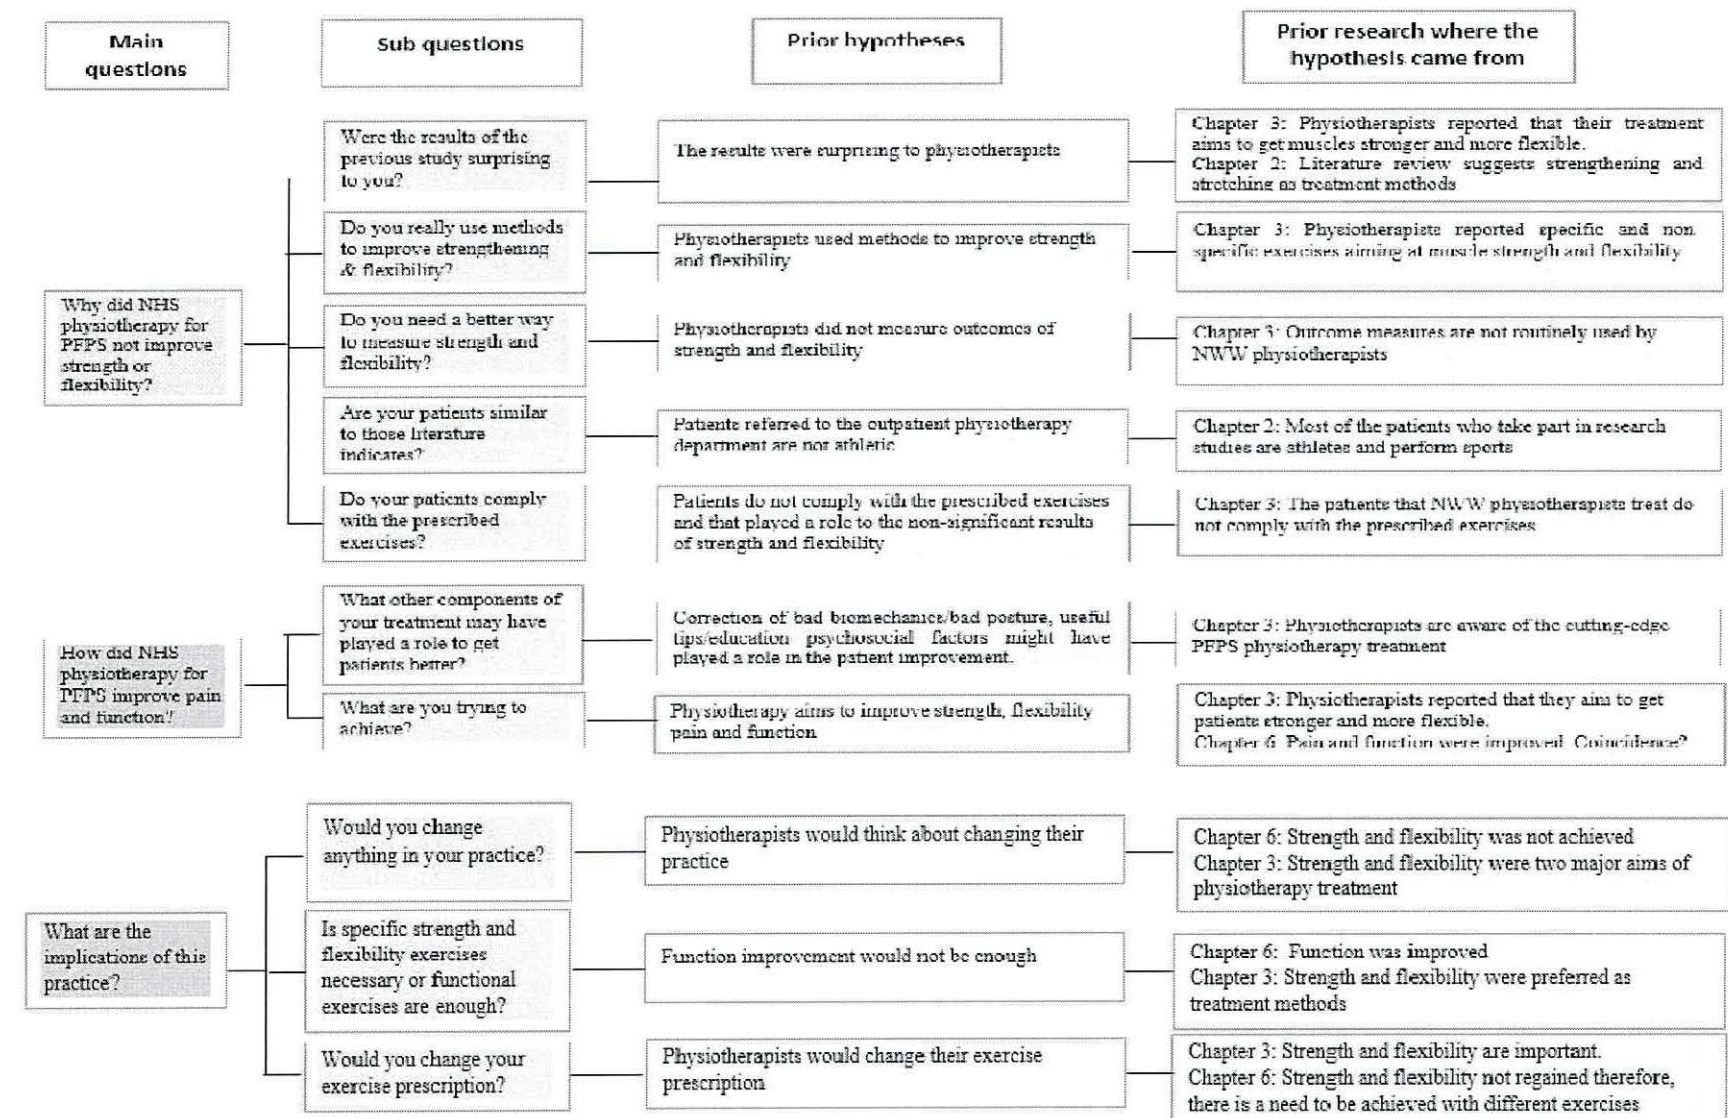 Main
questions
Sub questions
Prior hypotheses
Prior research where the
hypothesis came from
Why did NHS
physiotherapy for
PFPS not improve
strength or
flexibility?
Were the results of the
previous study surprising
to you?
The results were surprising to physiotherapists
Chapter 3: Physiotherapists reported that their treatment
aims to get muscles stronger and more flexible.
Chapter 2: Literature review suggests strengthening and
stretching as treatment methods
Do you really use methods
to improve strengthening
& flexibility?
Physiotherapists used methods to improve strength
and flexibility
Chapter 3: Physiotherapists reported specific and non
specific exercises aiming at muscle strength and flexibility
Do you need a better way
to measure strength and
flexibility?
Physiotherapists did not measure outcomes of
strength and flexibility
Chapter 3: Outcome measures are not routinely used by
NWW physiotherapists
Are your patients similar
to those literature
indicates?
Patients referred to the outpatient physiotherapy
department are not athletic
Chapter 2: Most of the patients who take part in research
studies are athletes and perform sports
Do your patients comply
with the prescribed
exercises?
Patients do not comply with the prescribed exercises
and that played a role to the non-significant results
of strength and flexibility
Chapter 3: The patients that NWW physiotherapists treat do
not comply with the prescribed exercises
How did NHS
physiotherapy for
PFPS improve pain
and function?
What other components of
your treatment may have
played a role to get
patients better?
Correction of bad biomechanics/bad posture, useful
tips/education psychosocial factors might have
played a role in the patient improvement.
Chapter 3: Physiotherapists are aware of the cutting-edge
PFPS physiotherapy treatment
What are you trying to
achieve?
Physiotherapy aims to improve strength, flexibility
pain and function
Chapter 3: Physiotherapists reported that they aim to get
patients stronger and more flexible.
Chapter 6: Pain and function were improved. Coincidence?
What are the
implications of this
practice?
Would you change
anything in your practice?
Physiotherapists would think about changing their
practice
Chapter 6: Strength and flexibility was not achieved
Chapter 3: Strength and flexibility were two major aims of
physiotherapy treatment
Is specific strength and
flexibility exercises
necessary or functional
exercises are enough?
Function improvement would not be enough
Chapter 6: Function was improved
Chapter 3: Strength and flexibility were preferred as
treatment methods
Would you change your
exercise prescription?
Physiotherapists would change their exercise
prescription
Chapter 3: Strength and flexibility are important.
Chapter 6: Strength and flexibility not regained therefore,
there is a need to be achieved with different exercises